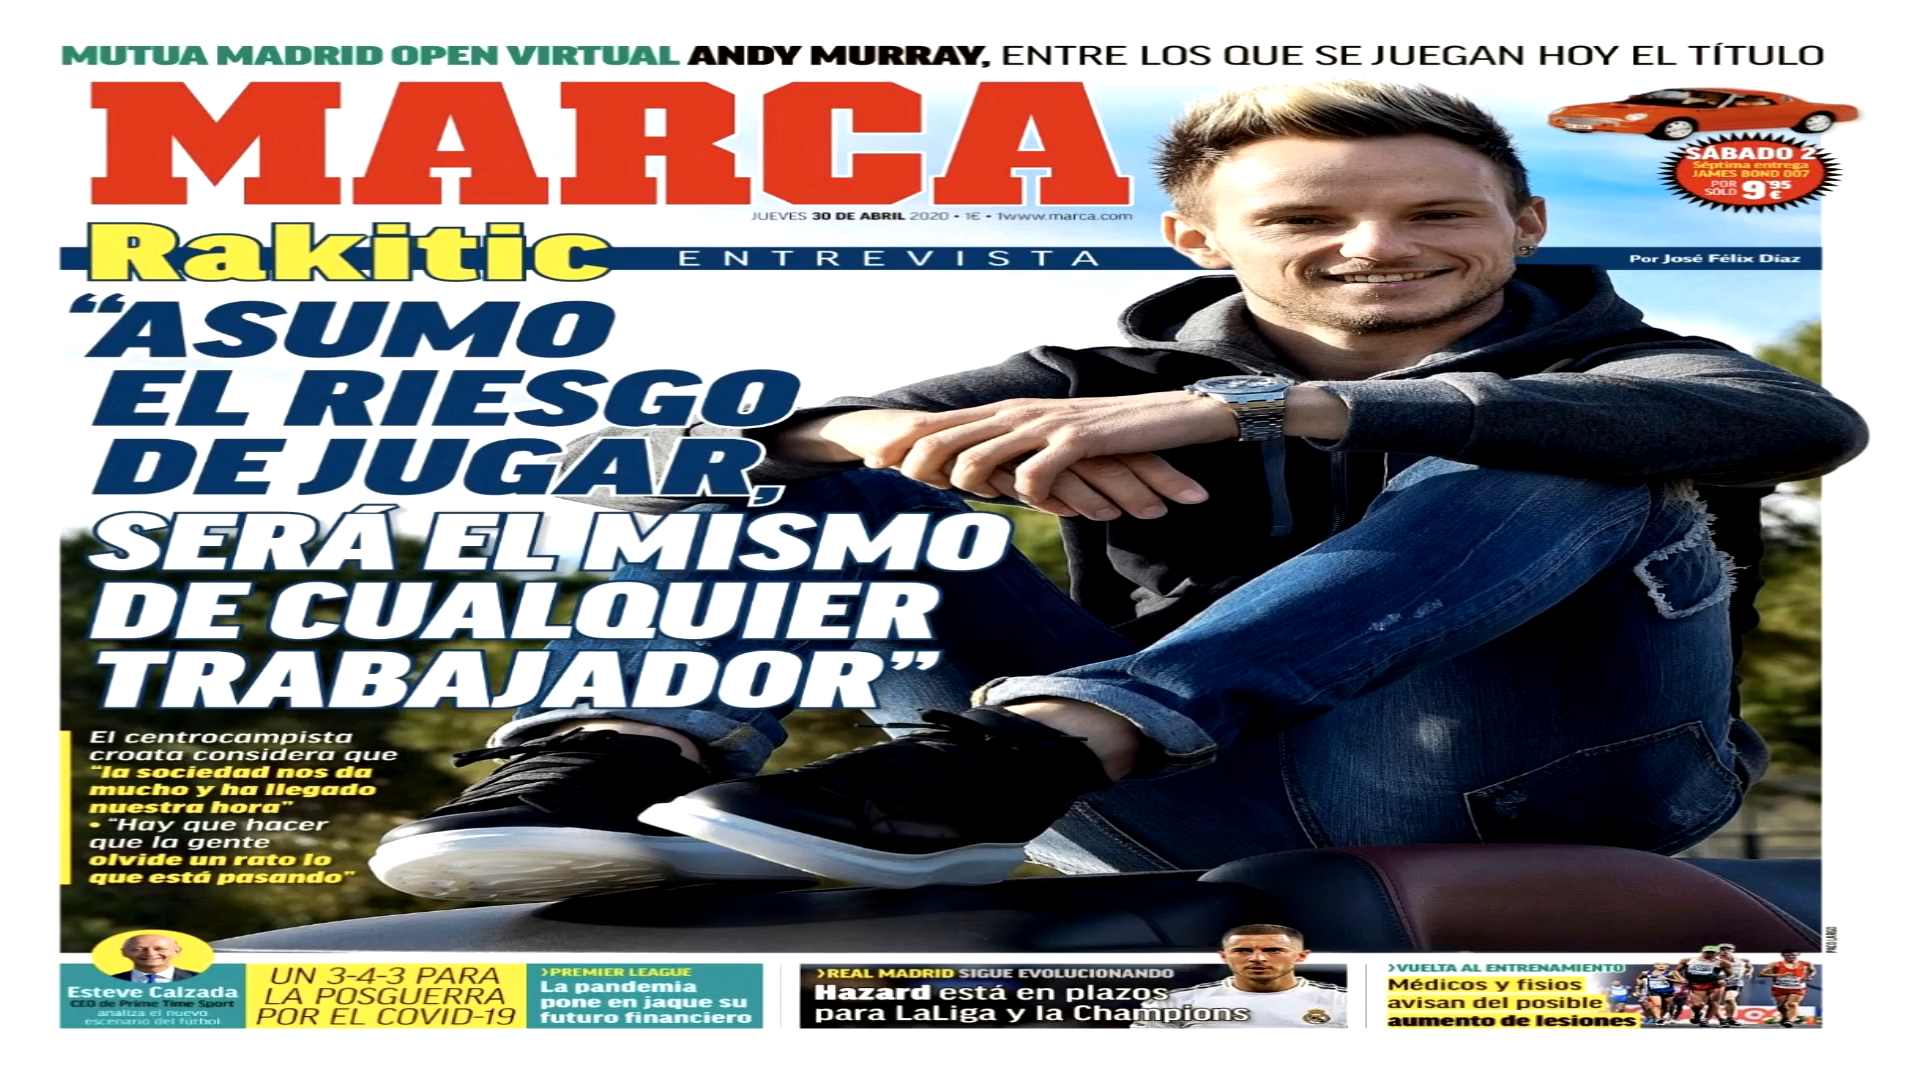 MUTUA MADRID OPEN VIRTUAL ANDY MURRAY, ENTRE LOS QUE SE JUEGAN HOY EL TÍTULO
MARCA
SÁBADO 2
Séptima entrega
JAMES BOND 007
POR SÓLO 9'95 €
JUEVES 30 DE ABRIL 2020 • 1€ • 1www.marca.com
Rakitic
ENTREVISTA
Por José Félix Díaz
“ASUMO
EL RIESGO
DE JUGAR,
SERÁ EL MISMO
DE CUALQUIER
TRABAJADOR”
El centrocampista
croata considera que
“la sociedad nos da
mucho y ha llegado
nuestra hora”
• “Hay que hacer
que la gente
olvide un rato lo
que está pasando”
PACO LARGO
Esteve Calzada
CEO de Prime Time Sport
analiza el nuevo
escenario del fútbol
UN 3-4-3 PARA
LA POSGUERRA
POR EL COVID-19
›PREMIER LEAGUE
La pandemia
pone en jaque su
futuro financiero
›REAL MADRID SIGUE EVOLUCIONANDO
Hazard está en plazos
para LaLiga y la Champions
›VUELTA AL ENTRENAMIENTO
Médicos y fisios
avisan del posible
aumento de lesiones